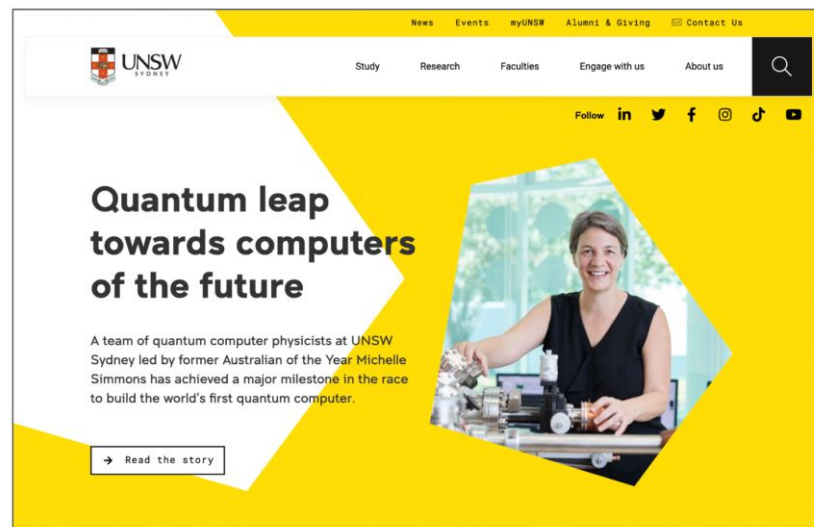 News Events myUNSW Alumni & Giving Contact Us
UNSW
SYDNEY
Study Research Faculties Engage with us About us
Follow
Quantum leap
towards computers
of the future
A team of quantum computer physicists at UNSW
Sydney led by former Australian of the Year Michelle
Simmons has achieved a major milestone in the race
to build the world's first quantum computer.
Read the story